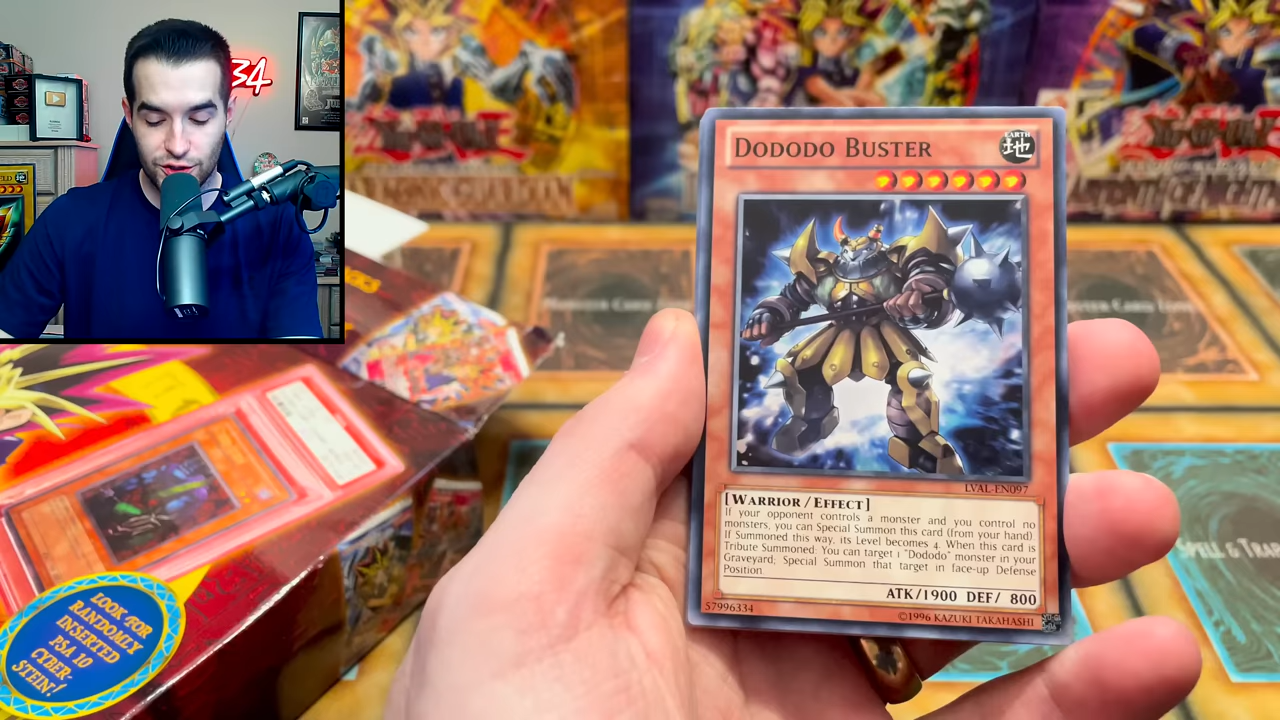 34
DODODO BUSTER
EARTH
地
LVAL-EN097
[WARRIOR/EFFECT]
If your opponent controls a monster and you control no
monsters, you can Special Summon this card (from your hand).
If Summoned this way, its Level becomes 4. When this card is
Tribute Summoned: You can target 1 "Dododo" monster in your
Graveyard; Special Summon that target in face-up Defense
Position.
ATK/1900 DEF/ 800
57996334
©1996 KAZUKI TAKAHASHI
LOOK FOR
RANDOMLY
INSERTED
PSA 10
CYBER-
STEIN!
SPELL & TRA